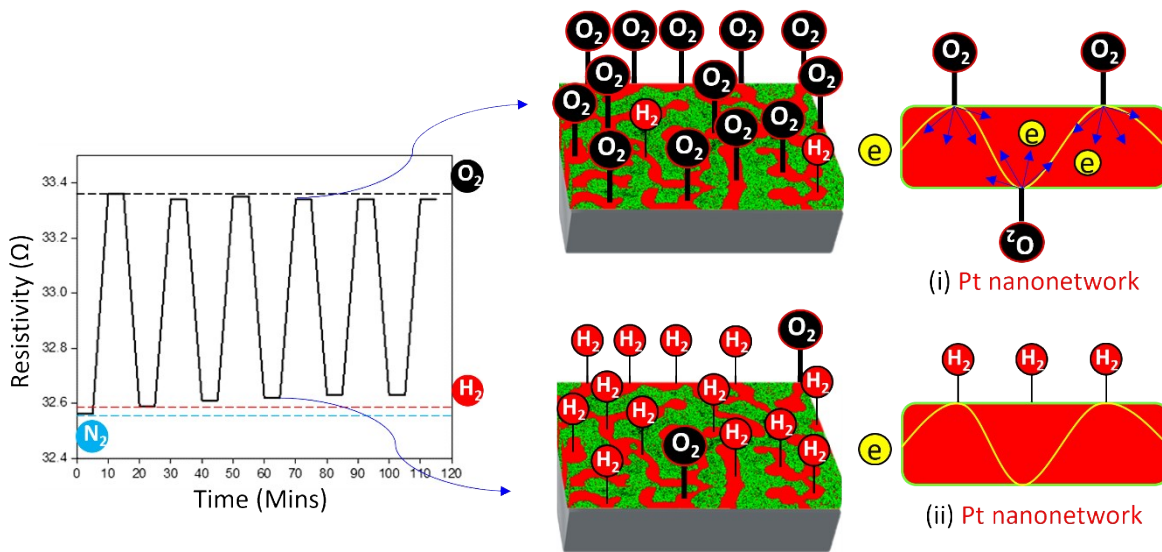 Resistivity (Ω)
33.4
33.2
33.0
32.8
32.6
32.4
0 10 20 30 40 50 60 70 80 90 100 110 120
Time (Mins)
O₂
H₂
N₂
O₂ O₂ O₂ O₂ O₂
O₂ O₂ O₂
O₂ H₂ O₂ O₂
O₂ O₂ H₂
O₂ O₂
e e e
O₂
(i) Pt nanonetwork
H₂ H₂ H₂ H₂ O₂
H₂ H₂ H₂
H₂ H₂ H₂ H₂
H₂ O₂ H₂
H₂ H₂ H₂
e
(ii) Pt nanonetwork